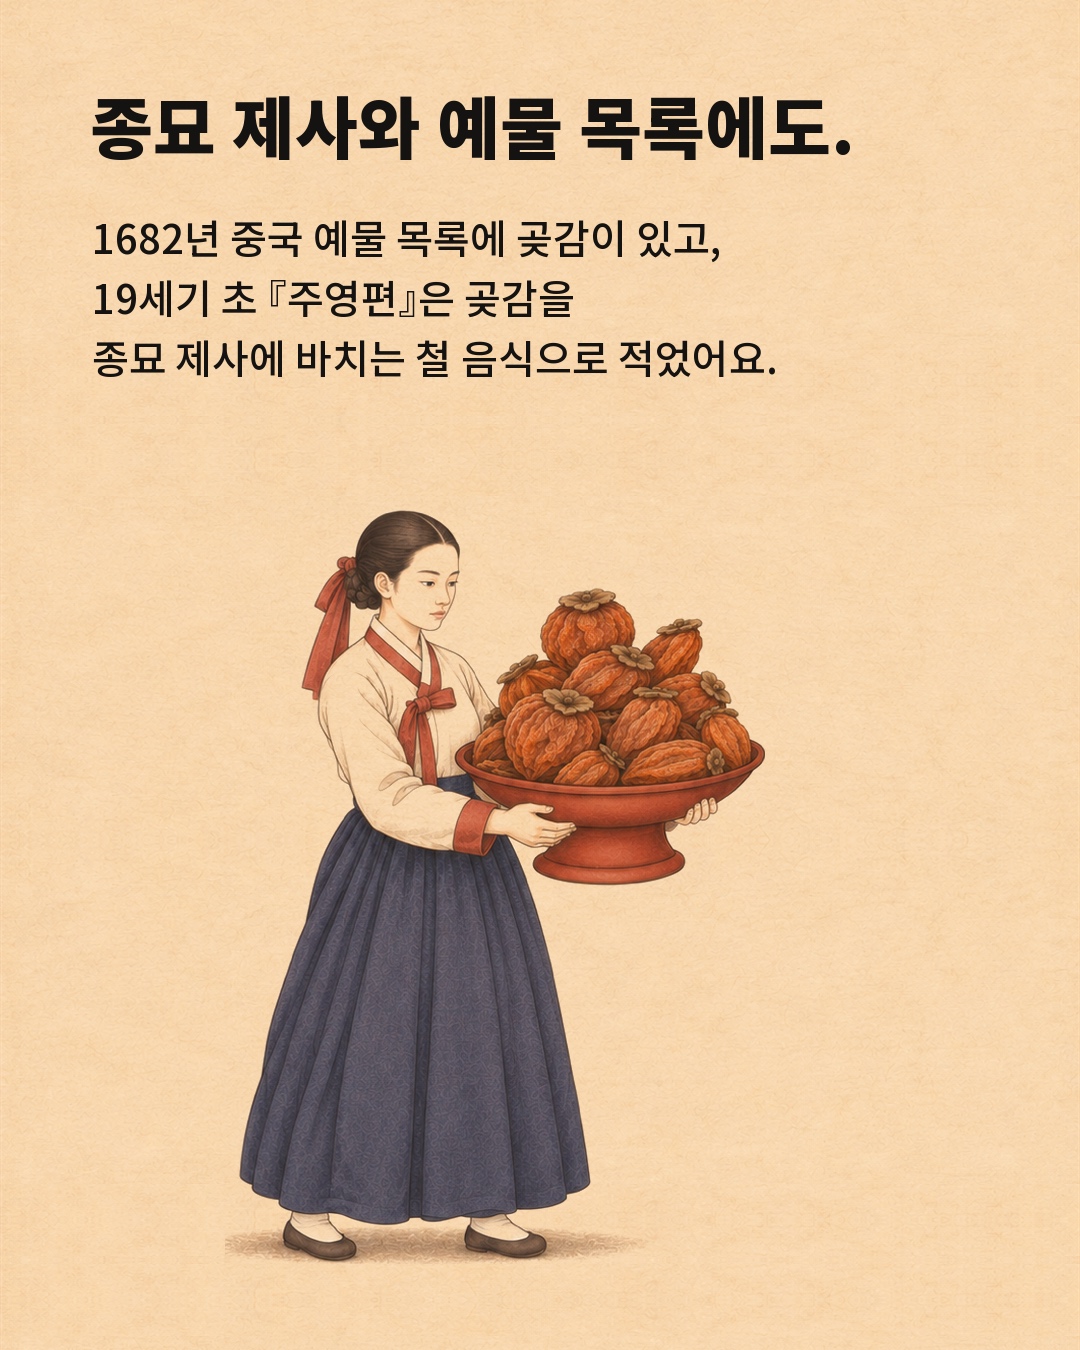 종묘 제사와 예물 목록에도.
1682년 중국 예물 목록에 곶감이 있고,
19세기 초 『주영편』은 곶감을
종묘 제사에 바치는 철 음식으로 적었어요.